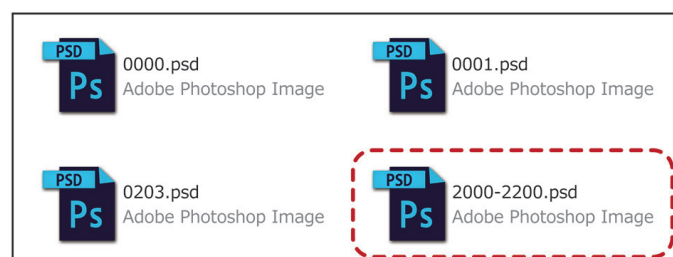 PSD
Ps
0000.psd
Adobe Photoshop Image
PSD
Ps
0001.psd
Adobe Photoshop Image
PSD
Ps
0203.psd
Adobe Photoshop Image
PSD
Ps
2000-2200.psd
Adobe Photoshop Image